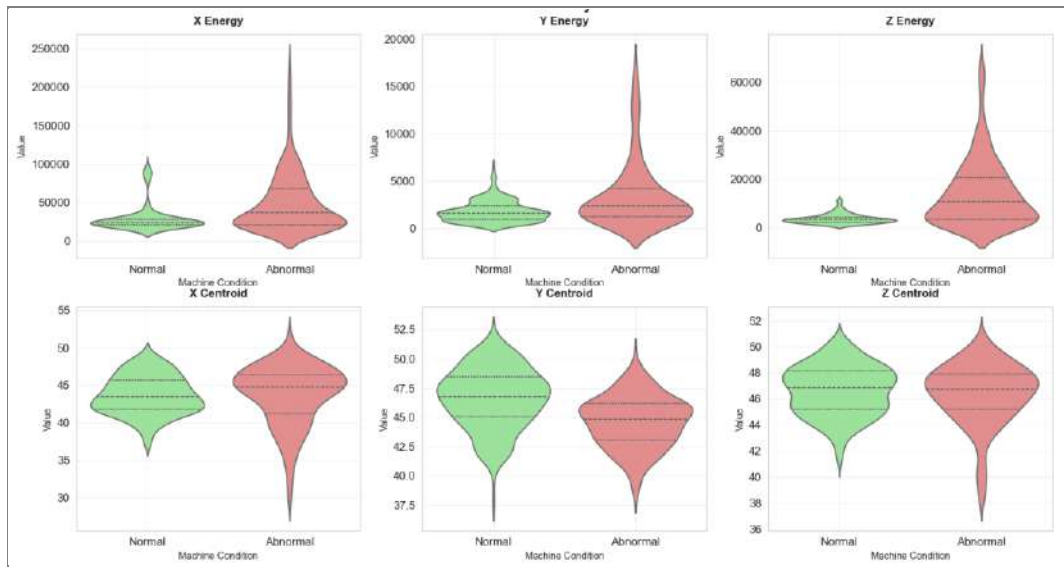 X Energy
Y Energy
Z Energy
250000
200000
150000
100000
50000
0
Value
20000
15000
10000
5000
0
Value
60000
40000
20000
0
Value
Normal
Abnormal
Normal
Abnormal
Normal
Abnormal
Machine Condition
Machine Condition
Machine Condition
X Centroid
Y Centroid
Z Centroid
55
50
45
40
35
30
Value
52.5
50.0
47.5
45.0
42.5
40.0
37.5
Value
52
50
48
46
44
42
40
38
36
Value
Normal
Abnormal
Normal
Abnormal
Normal
Abnormal
Machine Condition
Machine Condition
Machine Condition